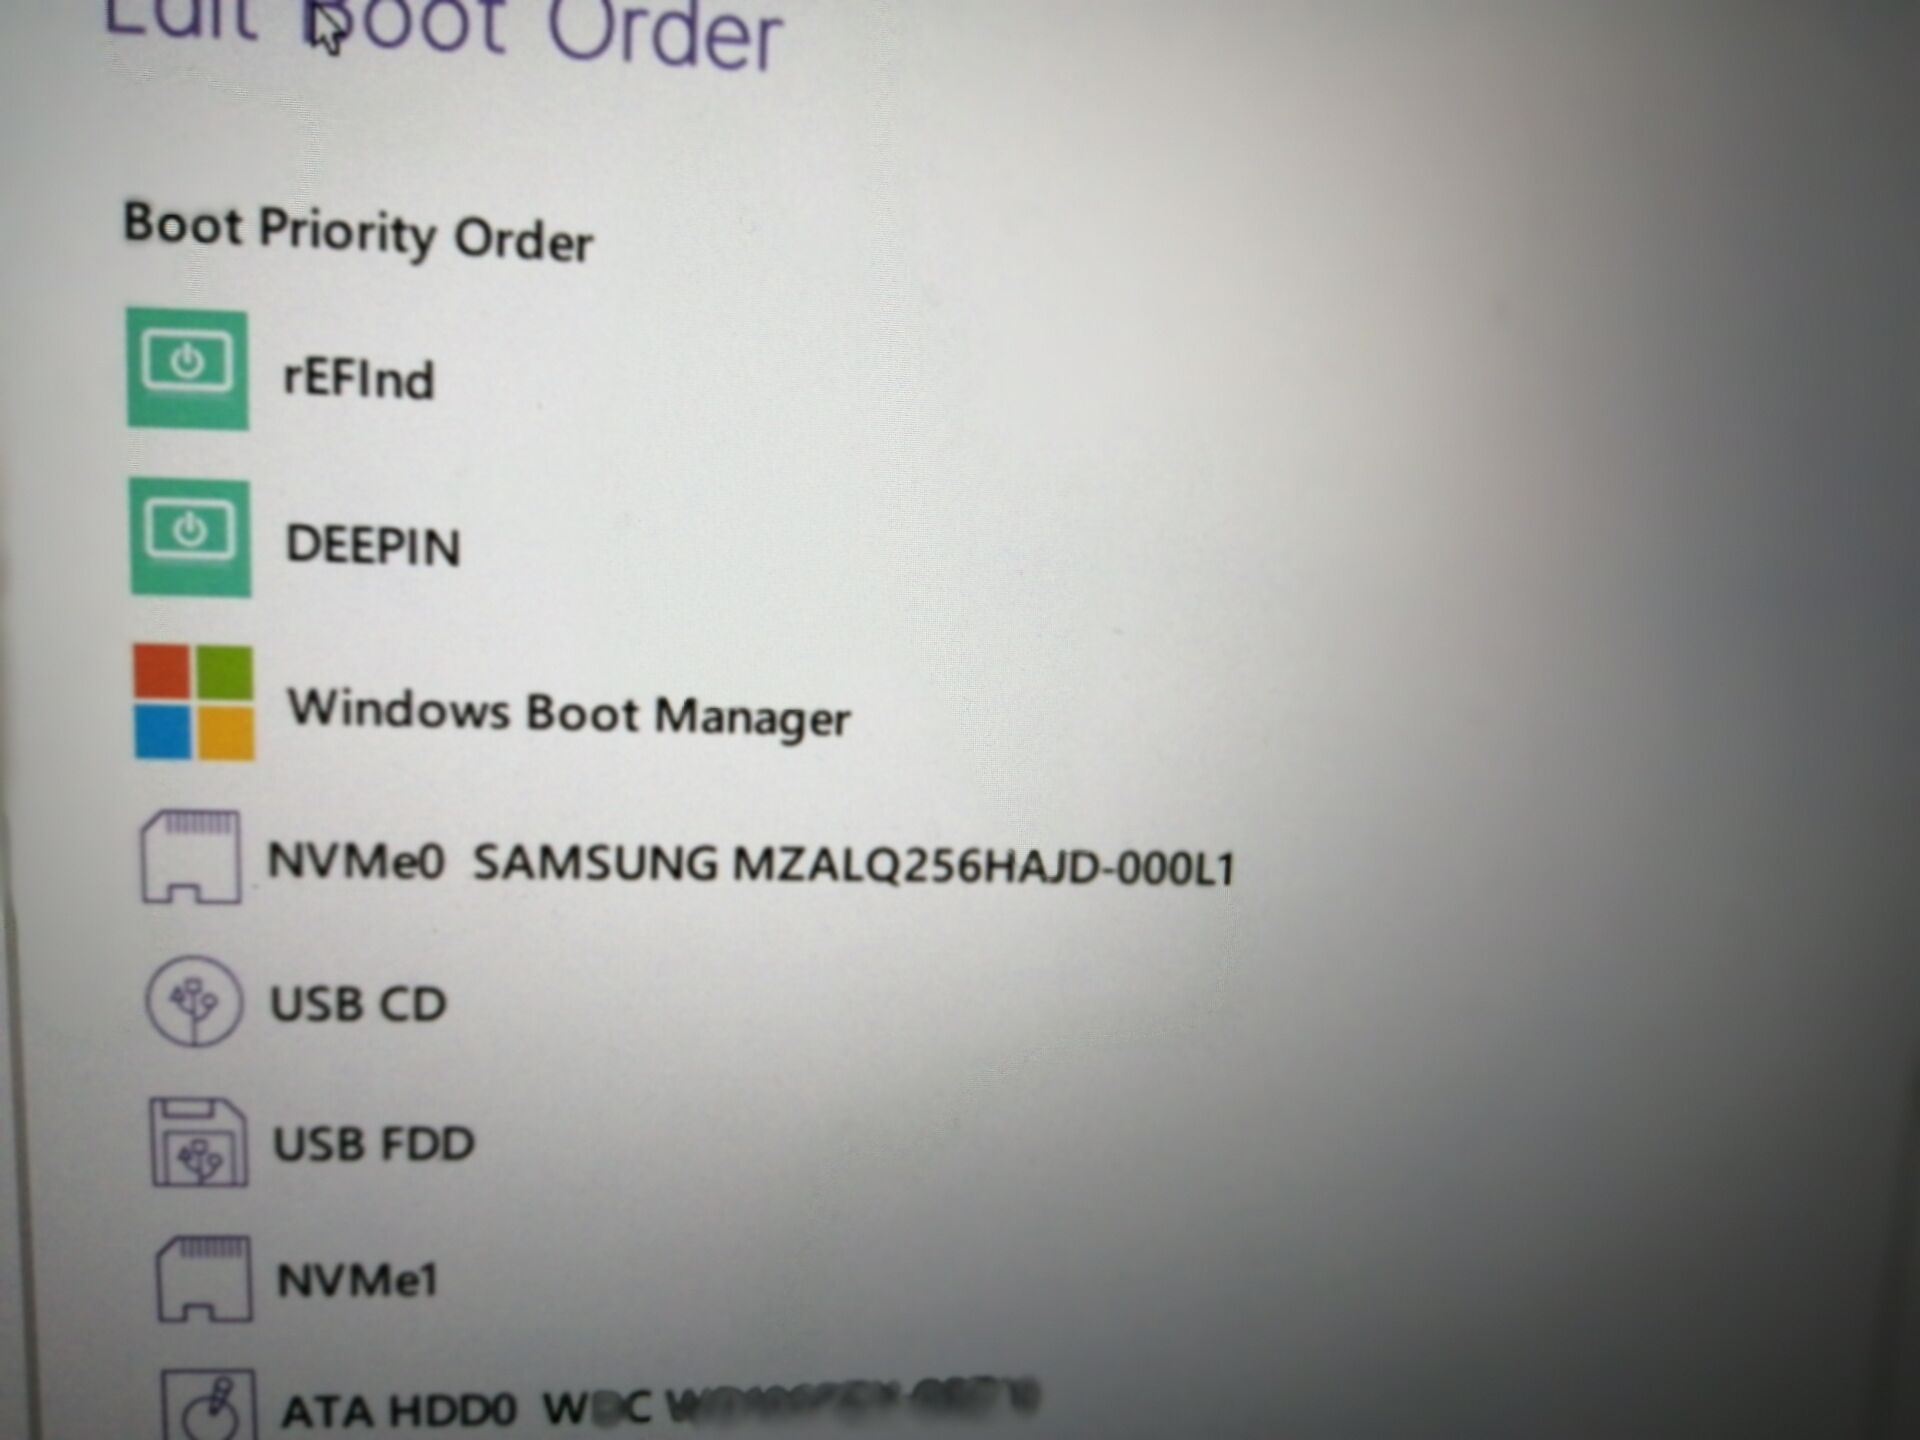 Edit Boot Order
Boot Priority Order
rEFInd
DEEPIN
Windows Boot Manager
NVMe0 SAMSUNG MZALQ256HAJD-000L1
USB CD
USB FDD
NVMe1
ATA HDD0 WDC